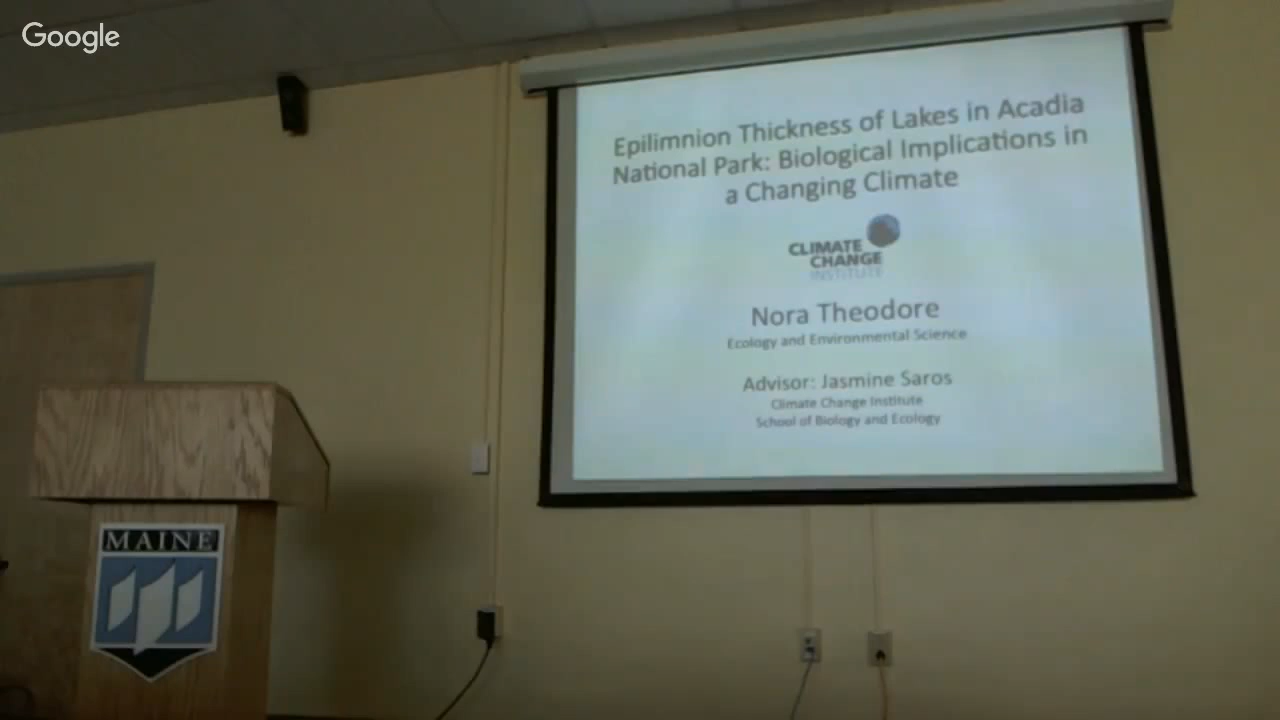 Google
Epilimnion Thickness of Lakes in Acadia
National Park: Biological Implications in
a Changing Climate
CLIMATE
CHANGE
INSTITUTE
Nora Theodore
Ecology and Environmental Science
Advisor: Jasmine Saros
Climate Change Institute
School of Biology and Ecology
MAINE